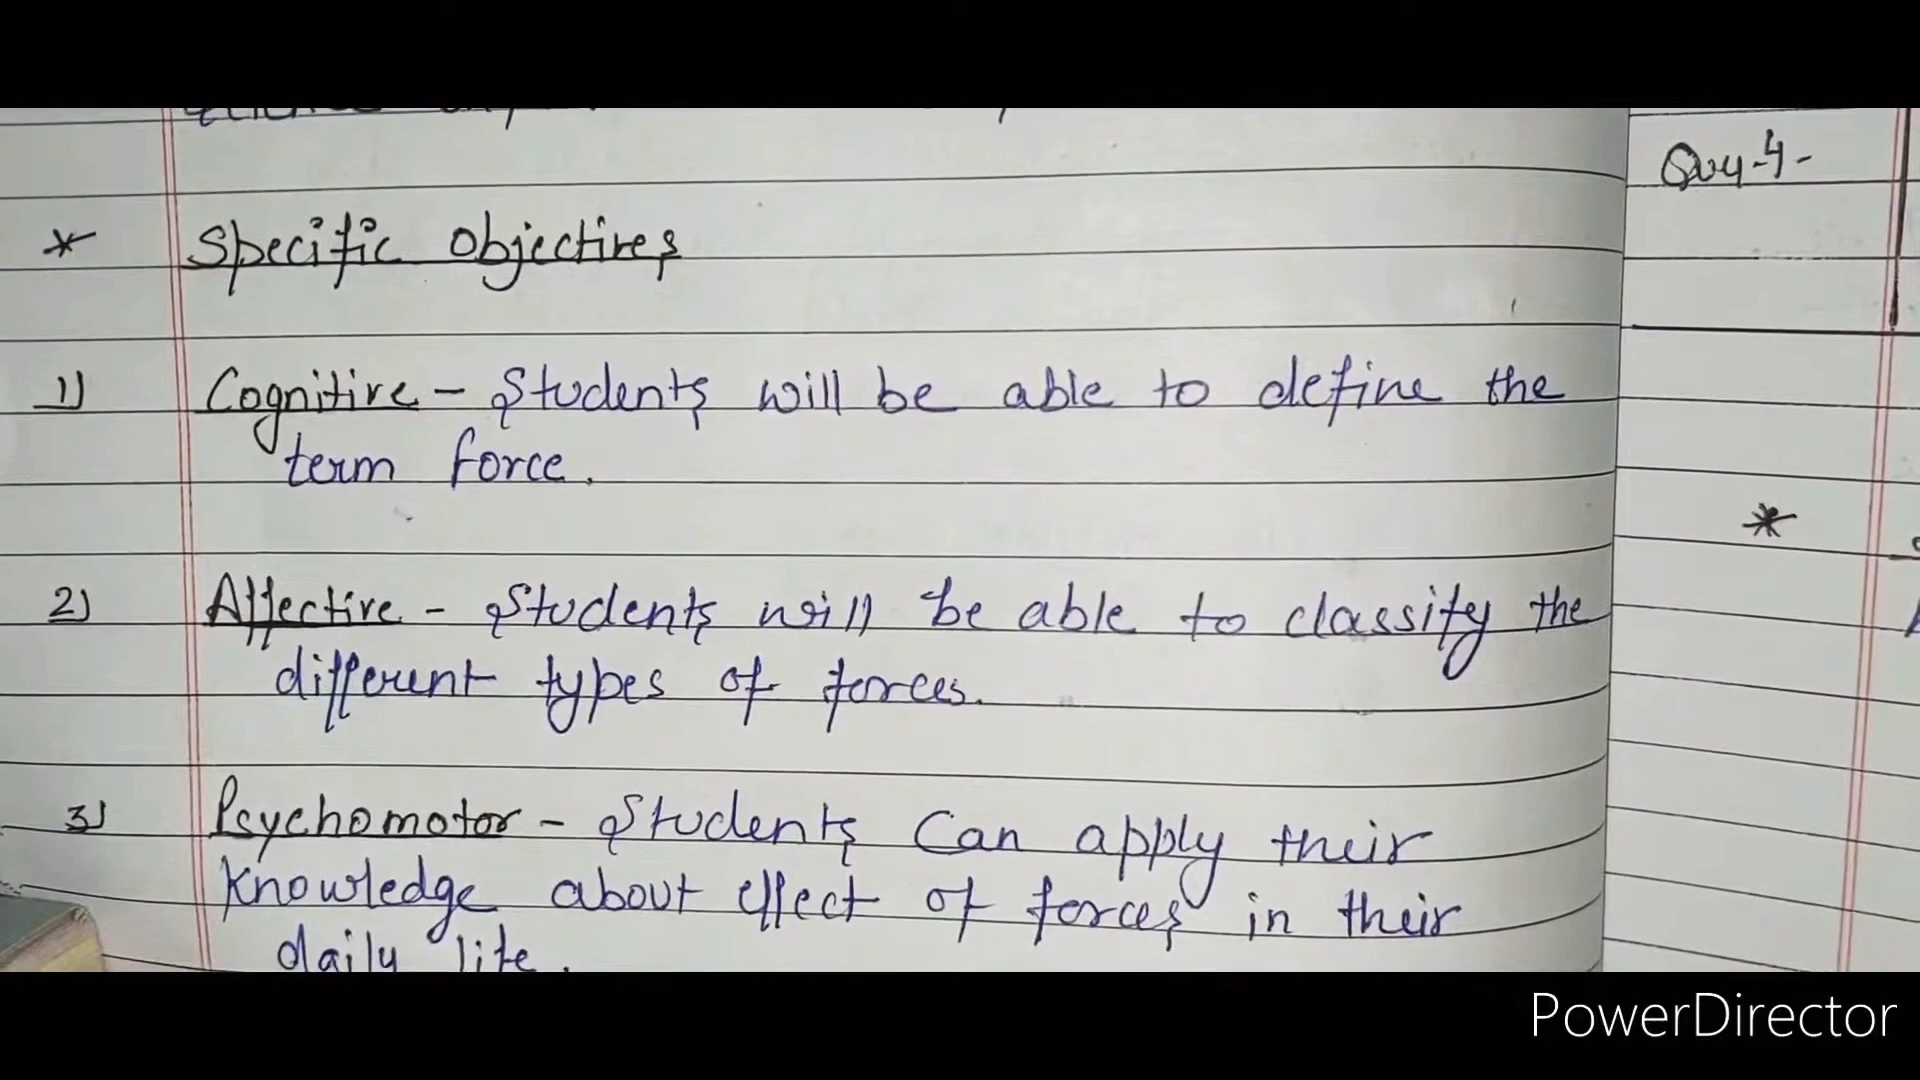 * Specific Objectives
1) Cognitive - Students will be able to define the
term force.
2) Affective - Students will be able to classify the
different types of forces.
3) Psychomotor - Students Can apply their
knowledge about effect of forces in their
daily life.
Que-4-
*
PowerDirector